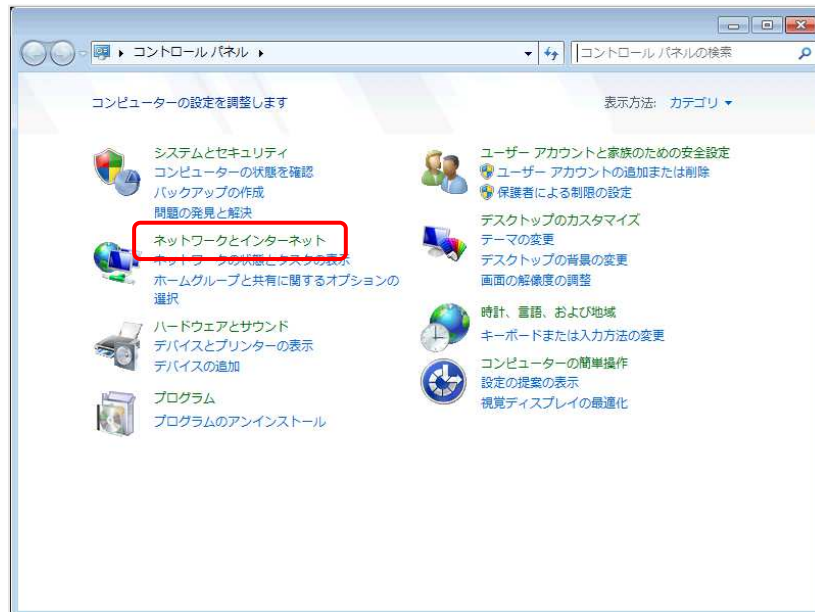 コントロール パネル
コントロール パネルの検索
コンピューターの設定を調整します
表示方法: カテゴリ
システムとセキュリティ
コンピューターの状態を確認
バックアップの作成
問題の発見と解決
ネットワークとインターネット
ネットワークの状態とタスクの表示
ホームグループと共有に関するオプションの
選択
ハードウェアとサウンド
デバイスとプリンターの表示
デバイスの追加
プログラム
プログラムのアンインストール
ユーザー アカウントと家族のための安全設定
ユーザー アカウントの追加または削除
保護者による制限の設定
デスクトップのカスタマイズ
テーマの変更
デスクトップの背景の変更
画面の解像度の調整
時計、言語、および地域
キーボードまたは入力方法の変更
コンピューターの簡単操作
設定の提案の表示
視覚ディスプレイの最適化